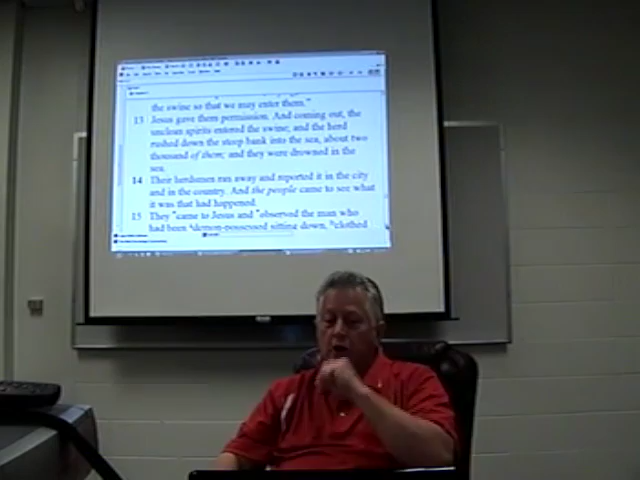 the swine so that we may enter them."
13 Jesus gave them permission. And coming out, the
unclean spirits entered the swine; and the herd
rushed down the steep bank into the sea, about two
thousand of them; and they were drowned in the
sea.
14 Their herdsmen ran away and reported it in the city
and in the country. And the people came to see what
it was that had happened.
15 They *came to Jesus and *observed the man who
had been demon-possessed sitting down, clothed